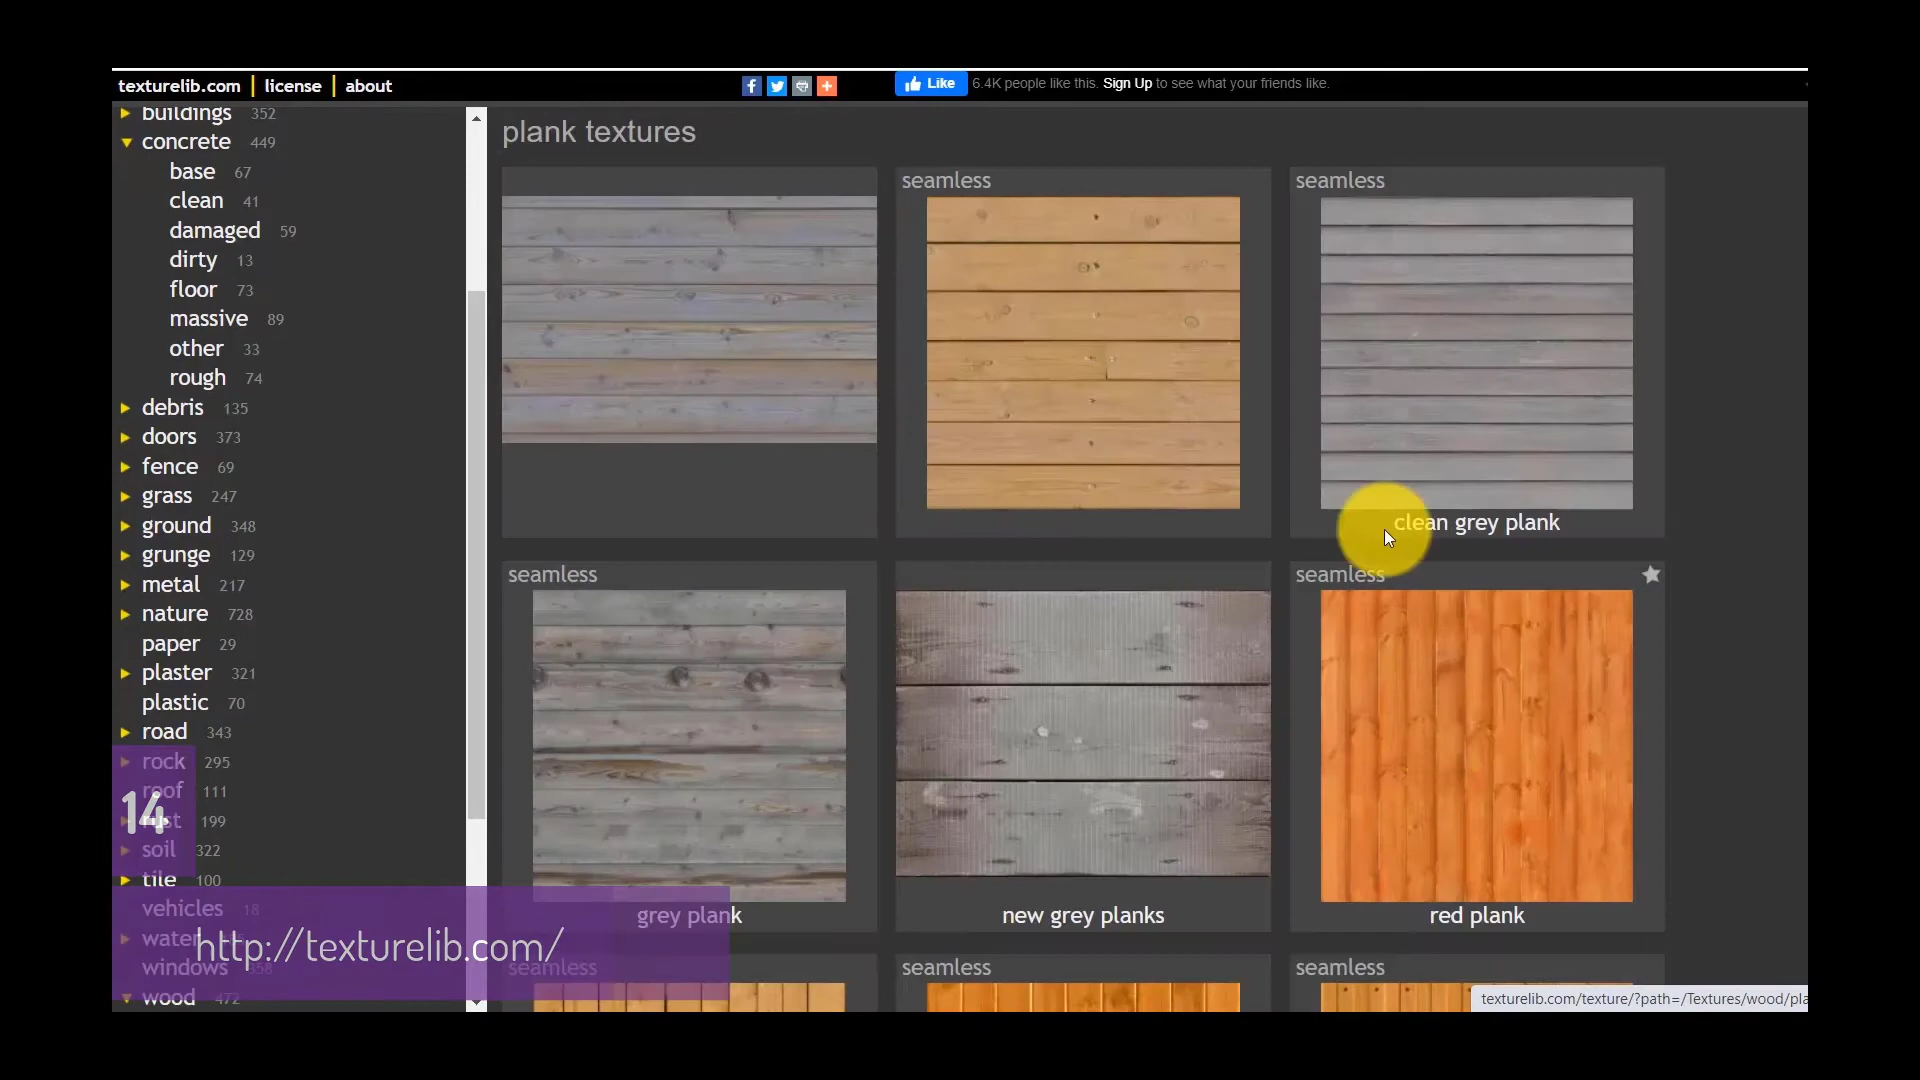 texturelib.com | license | about
Like 6.4K people like this. Sign Up to see what your friends like.
buildings 352
concrete 449
base 67
clean 41
damaged 59
dirty 13
floor 73
massive 89
other 33
rough 74
debris 135
doors 373
fence 69
grass 247
ground 348
grunge 129
metal 217
nature 728
paper 29
plaster 321
plastic 70
road 343
rock 295
roof 111
rust 199
soil 322
tile 100
vehicles 18
water
windows 358
wood 472
14
http://texturelib.com/
plank textures
seamless
seamless
clean grey plank
seamless
seamless
grey plank
new grey planks
red plank
seamless
seamless
seamless
texturelib.com/texture/?path=/Textures/wood/pla